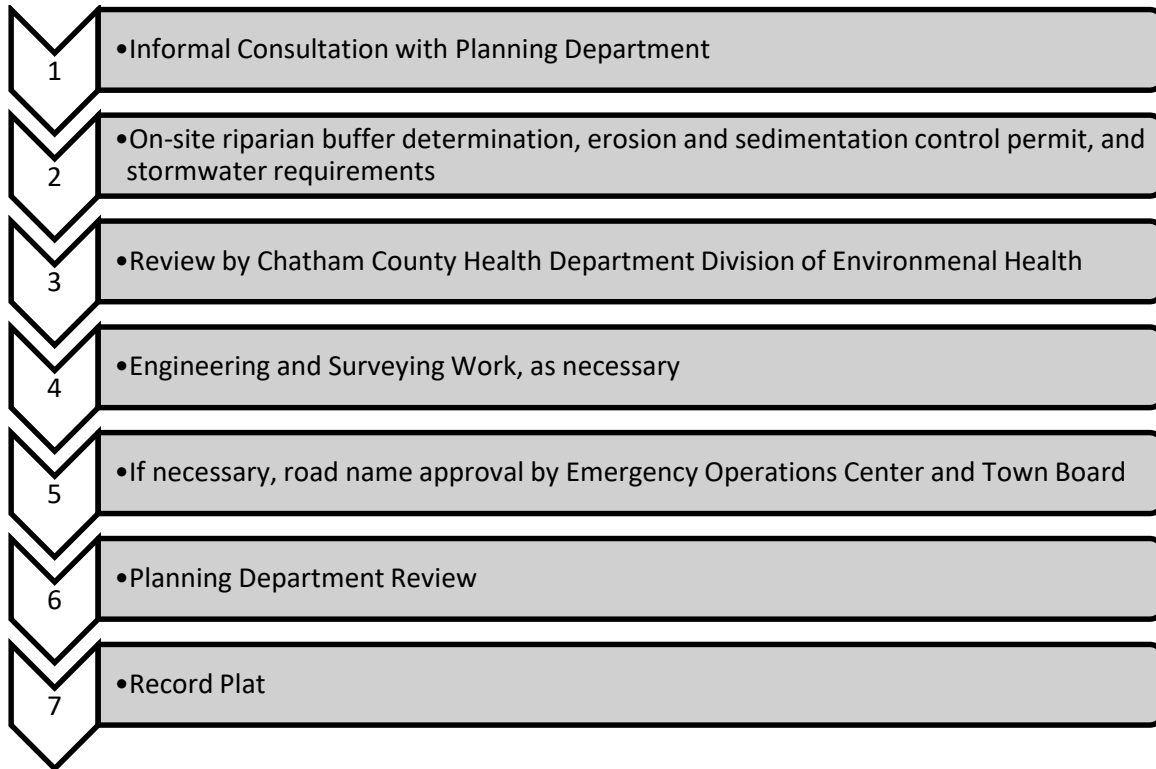 1
•Informal Consultation with Planning Department
2
•On-site riparian buffer determination, erosion and sedimentation control permit, and
stormwater requirements
3
•Review by Chatham County Health Department Division of Environmenal Health
4
•Engineering and Surveying Work, as necessary
5
•If necessary, road name approval by Emergency Operations Center and Town Board
6
•Planning Department Review
7
•Record Plat